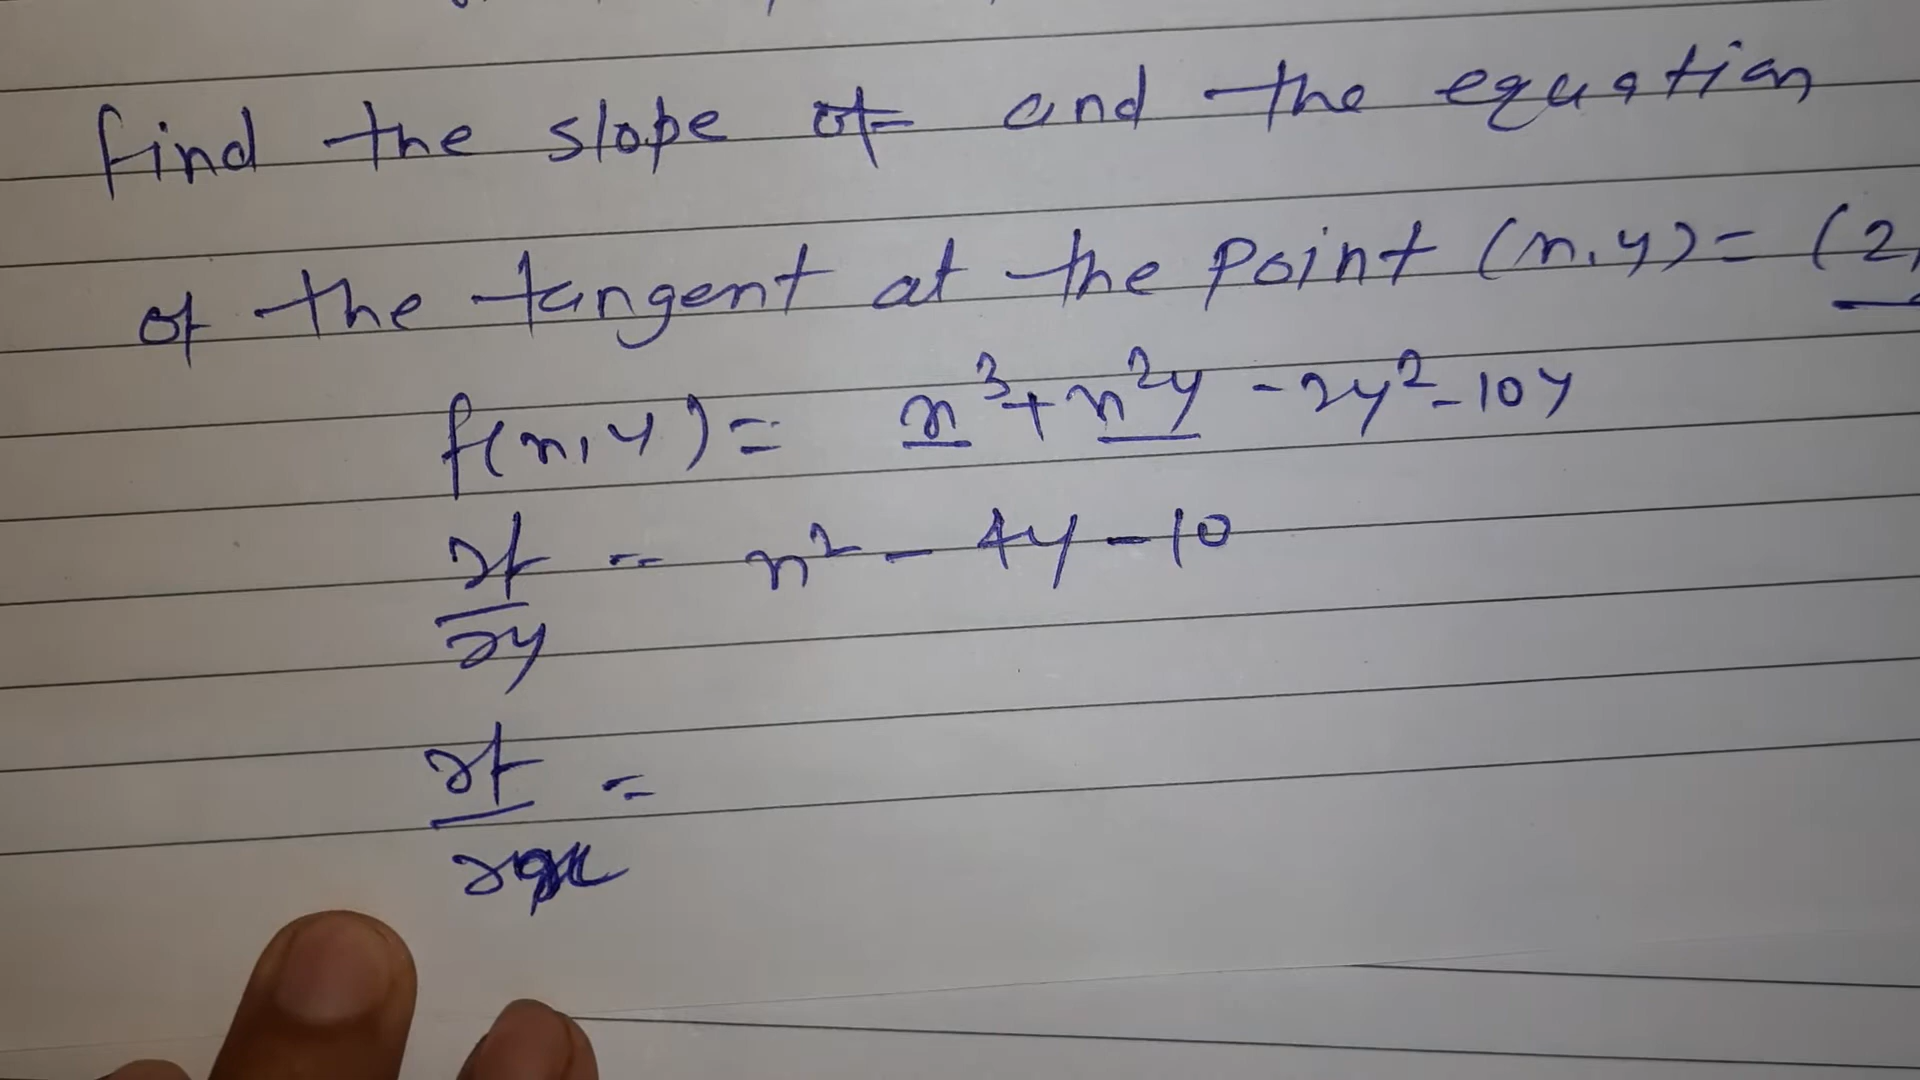 find the slope of and the equation
of the tangent at the point (x,y) = (2,
f(x,y) = x³+x²y -2y²-10y
∂f/∂y = x² - 4y - 10
∂f/∂x =